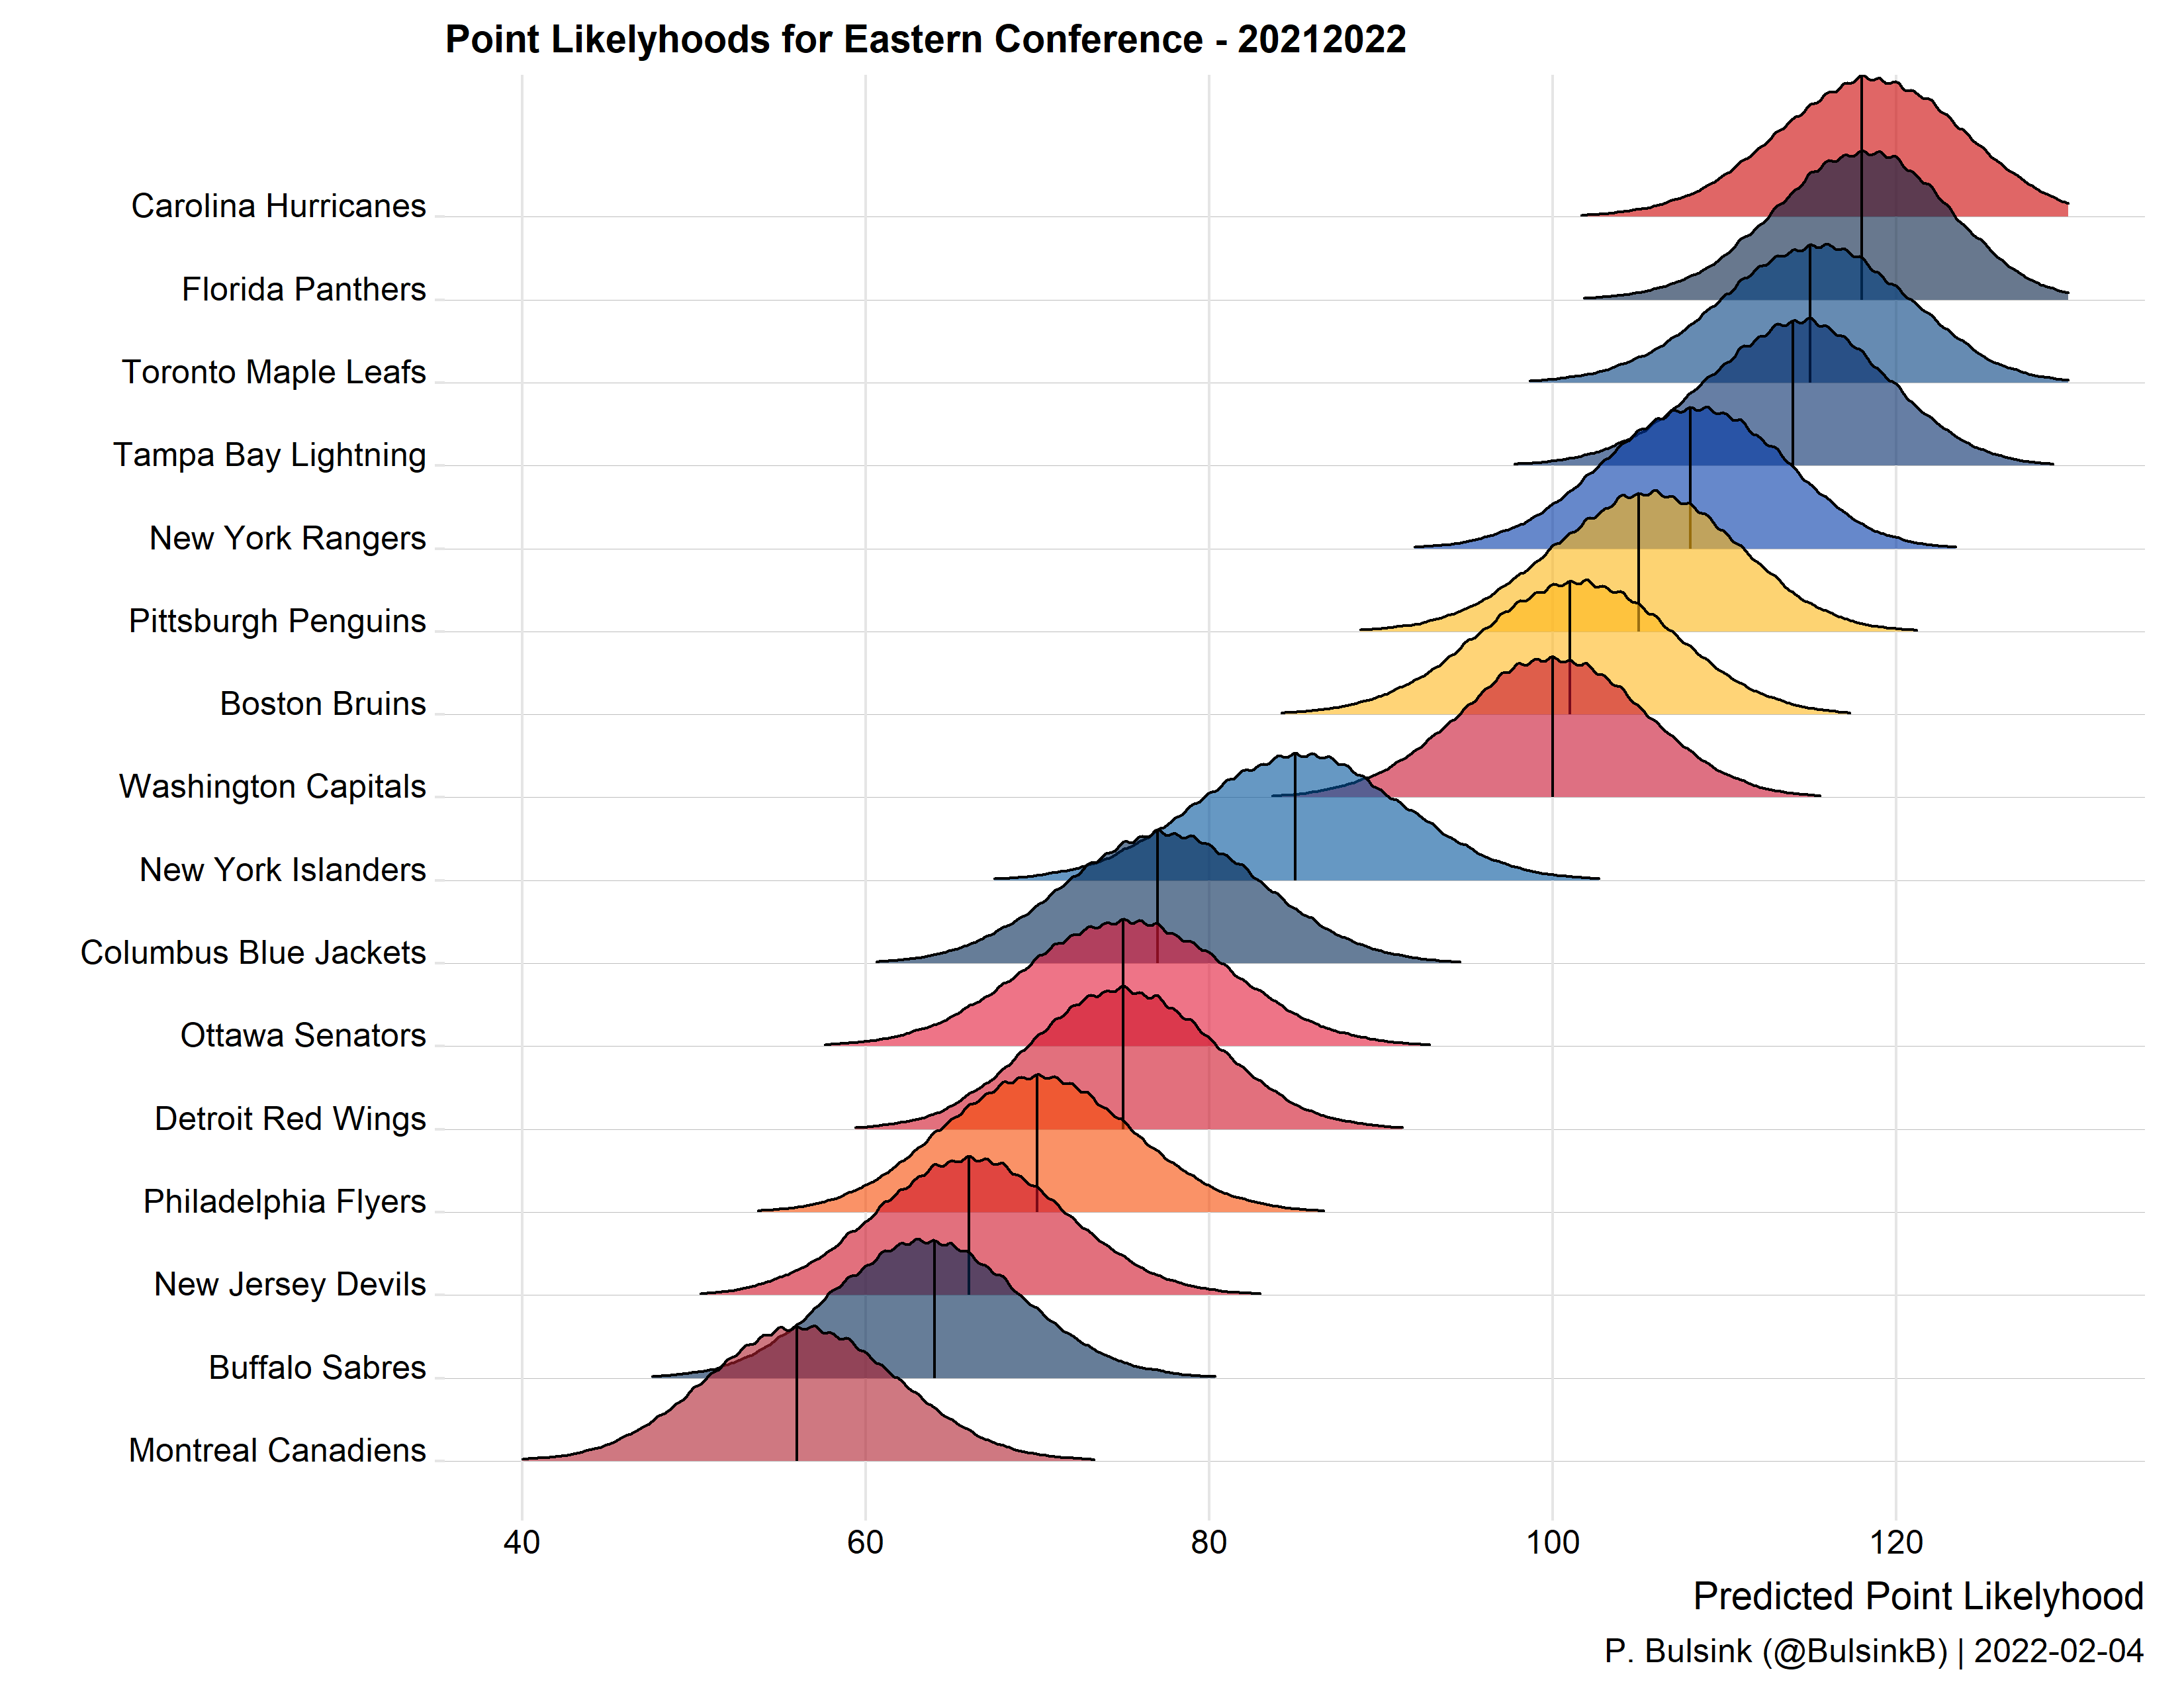 Point Likelyhoods for Eastern Conference - 20212022
Carolina Hurricanes
Florida Panthers
Toronto Maple Leafs
Tampa Bay Lightning
New York Rangers
Pittsburgh Penguins
Boston Bruins
Washington Capitals
New York Islanders
Columbus Blue Jackets
Ottawa Senators
Detroit Red Wings
Philadelphia Flyers
New Jersey Devils
Buffalo Sabres
Montreal Canadiens
40 60 80 100 120
Predicted Point Likelyhood
P. Bulsink (@BulsinkB) | 2022-02-04